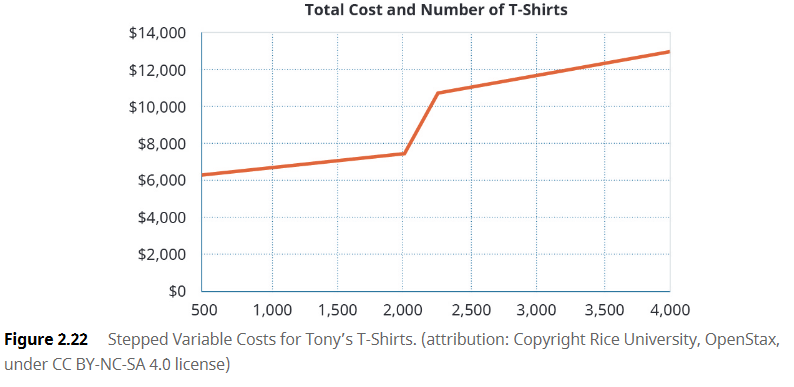 Total Cost and Number of T-Shirts
$14,000
$12,000
$10,000
$8,000
$6,000
$4,000
$2,000
$0
500 1,000 1,500 2,000 2,500 3,000 3,500 4,000
Figure 2.22 Stepped Variable Costs for Tony’s T-Shirts. (attribution: Copyright Rice University, OpenStax,
under CC BY-NC-SA 4.0 license)